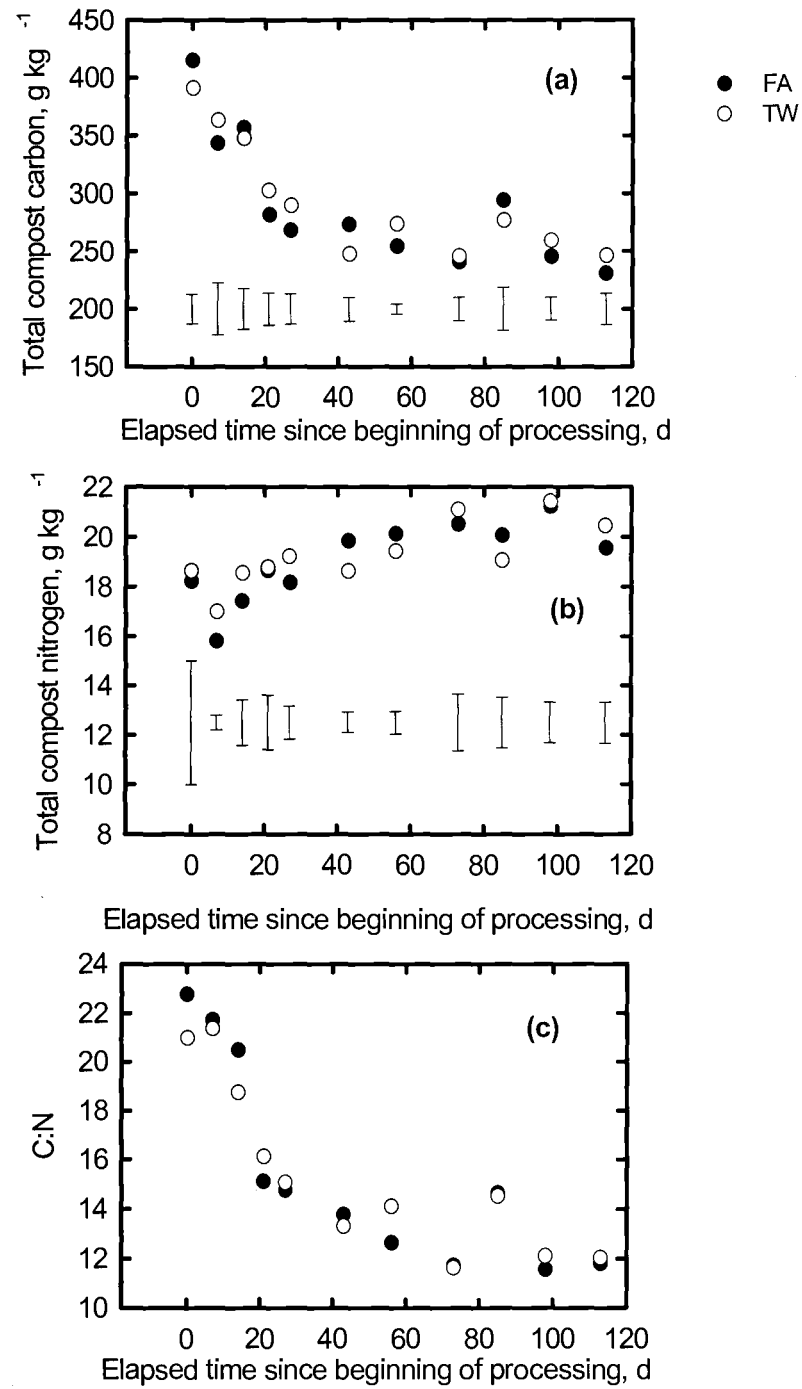 450
400
350
300
250
200
150
Total compost carbon, g kg -1
(a)
FA
TW
0 20 40 60 80 100 120
Elapsed time since beginning of processing, d
22
20
18
16
14
12
10
8
Total compost nitrogen, g kg -1
(b)
0 20 40 60 80 100 120
Elapsed time since beginning of processing, d
24
22
20
18
16
14
12
10
C:N
(c)
0 20 40 60 80 100 120
Elapsed time since beginning of processing, d